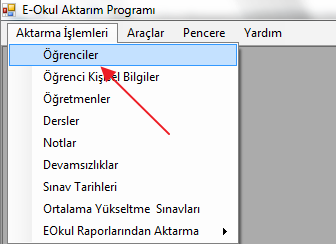 E-Okul Aktarım Programı
Aktarma İşlemleri Araçlar Pencere Yardım
Öğrenciler
Öğrenci Kişisel Bilgiler
Öğretmenler
Dersler
Notlar
Devamsızlıklar
Sınav Tarihleri
Ortalama Yükseltme Sınavları
EOkul Raporlarından Aktarma